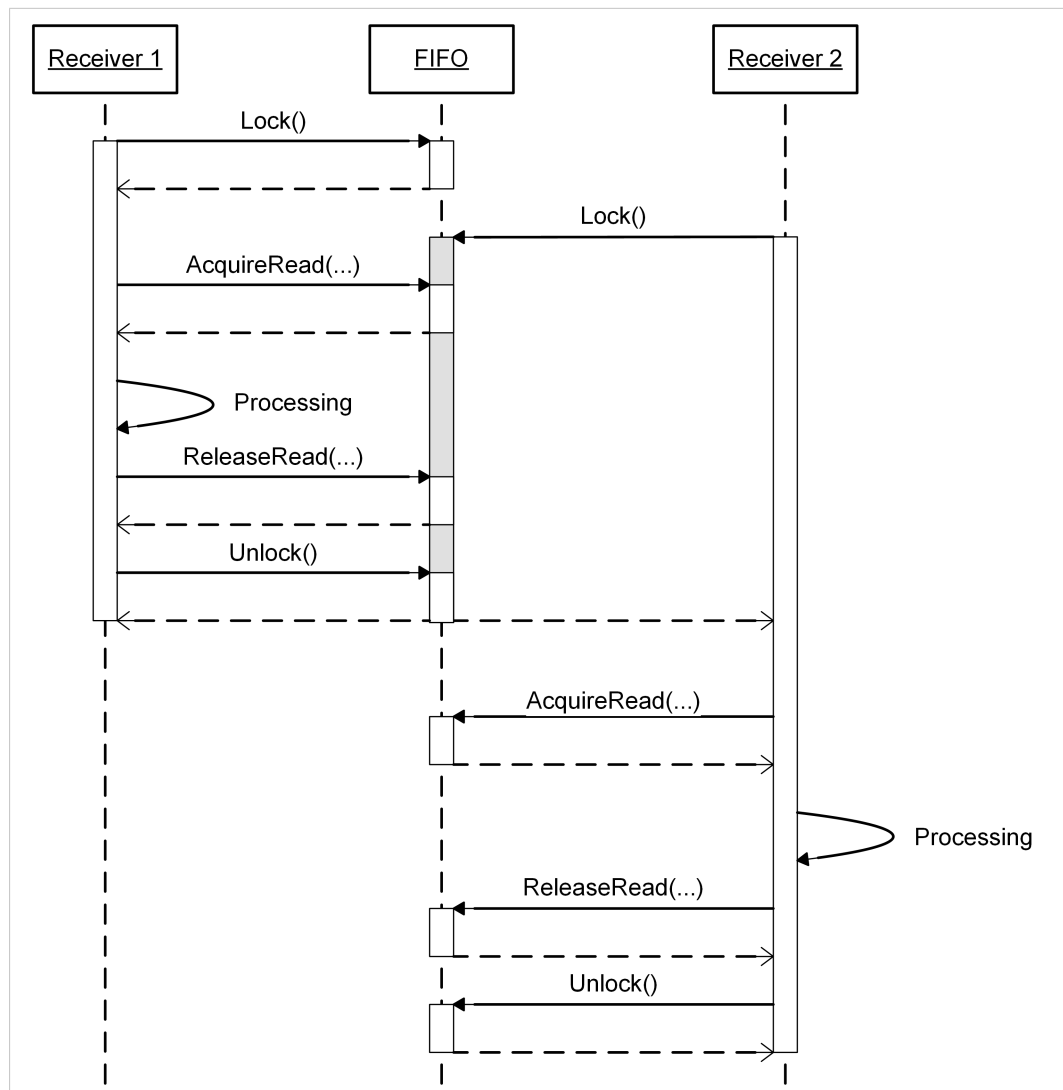 Receiver 1
FIFO
Receiver 2
Lock()
Lock()
AcquireRead(...)
Processing
ReleaseRead(...)
Unlock()
AcquireRead(...)
Processing
ReleaseRead(...)
Unlock()